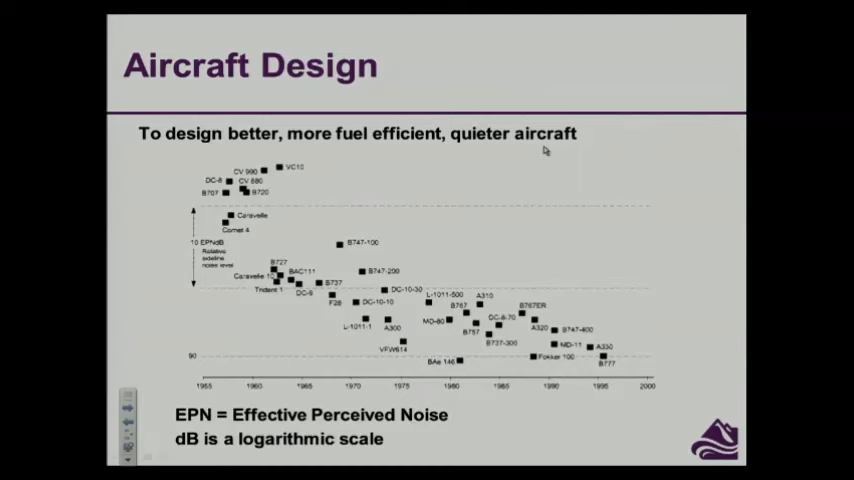 Aircraft Design
To design better, more fuel efficient, quieter aircraft
CV 990
VC10
DC-8
CV 880
B707
B720
Caravelle
Comet 4
10 EPNdB
Relative
sideline
noise level
B747-100
B727
Caravelle 10
BAC111
B747-200
Trident 1
DC-9
B737
DC-10-30
F28
DC-10-10
L-1011-500
A310
B767
B767ER
L-1011-1
A300
MD-80
B757
DC-8-70
A320
B747-400
VFW614
B737-300
MD-11
A330
90
BAe 146
Fokker 100
B777
1955 1960 1965 1970 1975 1980 1985 1990 1995 2000
EPN = Effective Perceived Noise
dB is a logarithmic scale